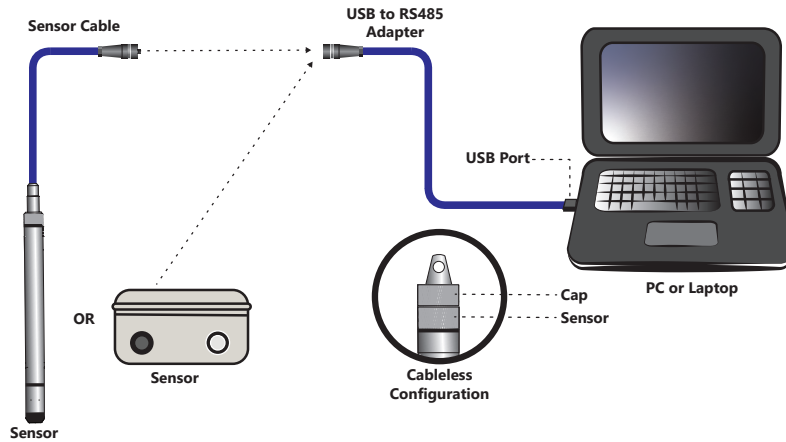 Sensor Cable
USB to RS485
Adapter
USB Port
PC or Laptop
Cap
Sensor
OR
Sensor
Cableless
Configuration
Sensor